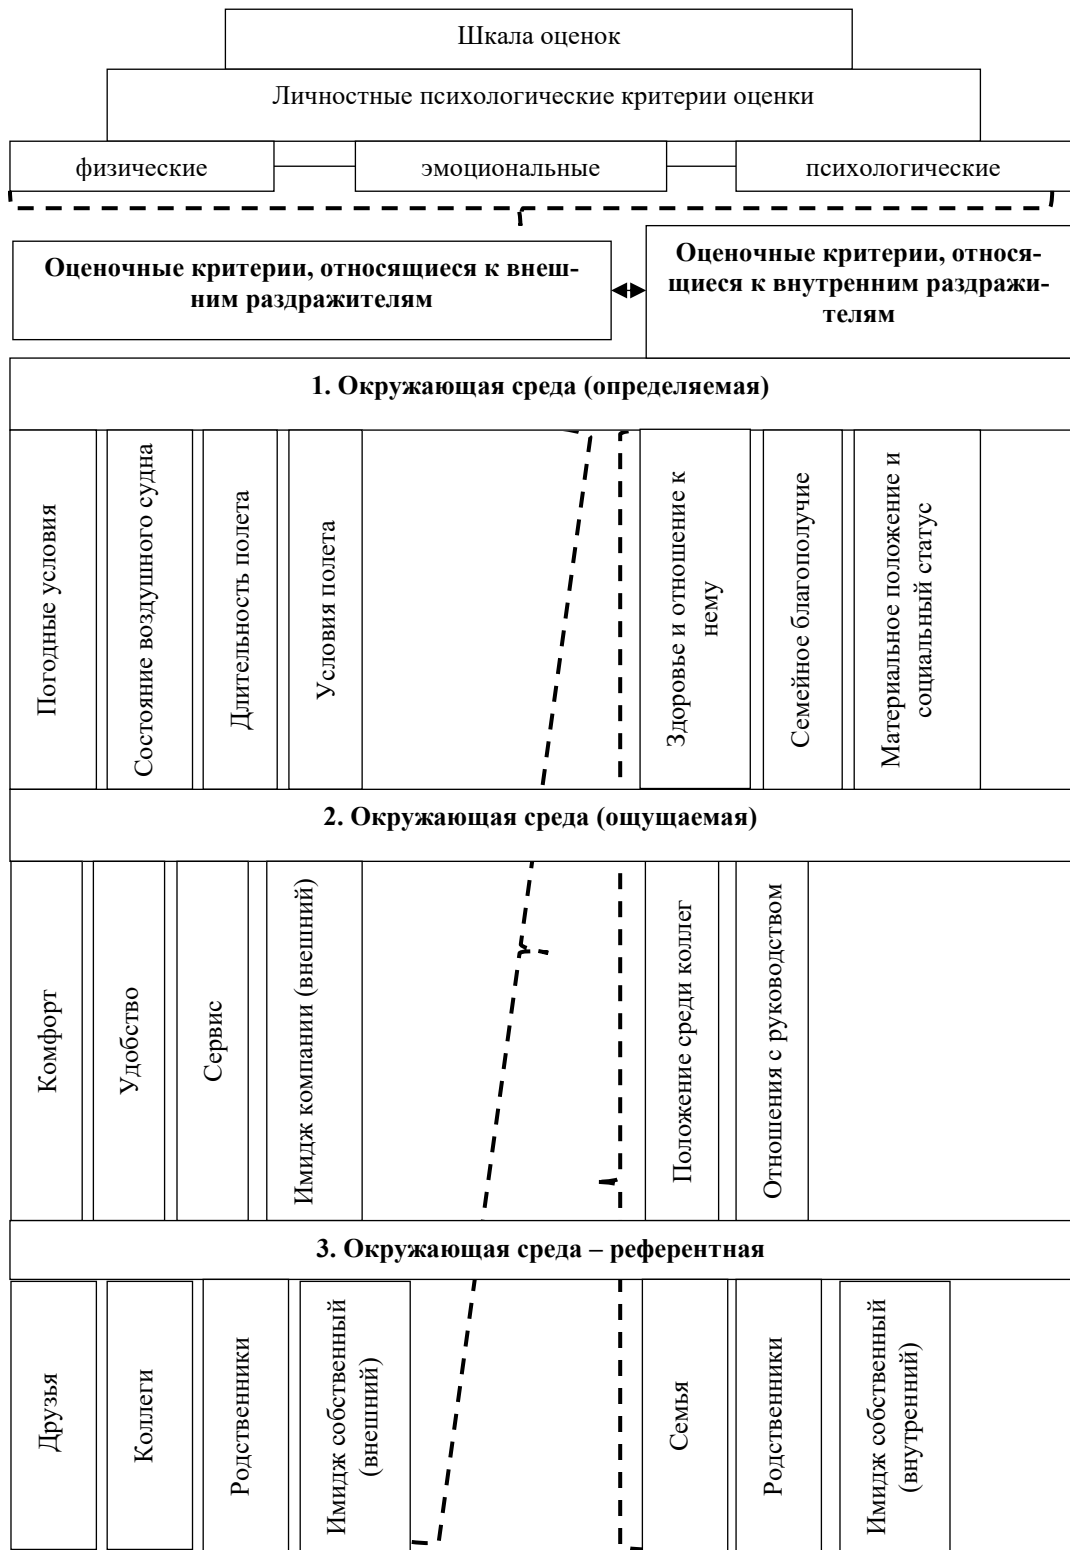 Шкала оценок
Личностные психологические критерии оценки
физические
эмоциональные
психологические
Оценочные критерии, относящиеся к внеш-
ним раздражителям
Оценочные критерии, относя-
щиеся к внутренним раздражи-
телям
1. Окружающая среда (определяемая)
Погодные условия
Состояние воздушного судна
Длительность полета
Условия полета
Здоровье и отношение к
нему
Семейное благополучие
Материальное положение и
социальный статус
2. Окружающая среда (ощущаемая)
Комфорт
Удобство
Сервис
Имидж компании (внешний)
Положение среди коллег
Отношения с руководством
3. Окружающая среда – референтная
Друзья
Коллеги
Родственники
Имидж собственный
(внешний)
Семья
Родственники
Имидж собственный
(внутренний)